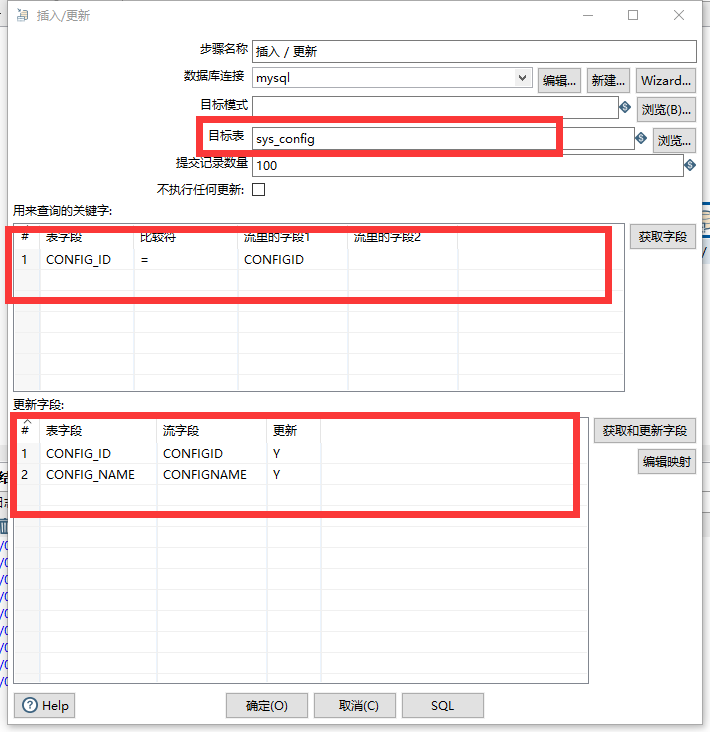 插入/更新
步骤名称 插入 / 更新
数据库连接 mysql 编辑... 新建... Wizard...
目标模式 浏览(B)...
目标表 sys_config 浏览...
提交记录数量 100
不执行任何更新:
用来查询的关键字:
# 表字段 比较符 流里的字段1 流里的字段2 获取字段
1 CONFIG_ID = CONFIGID
更新字段:
# 表字段 流字段 更新 获取和更新字段
1 CONFIG_ID CONFIGID Y
编辑映射
2 CONFIG_NAME CONFIGNAME Y
Help 确定(O) 取消(C) SQL